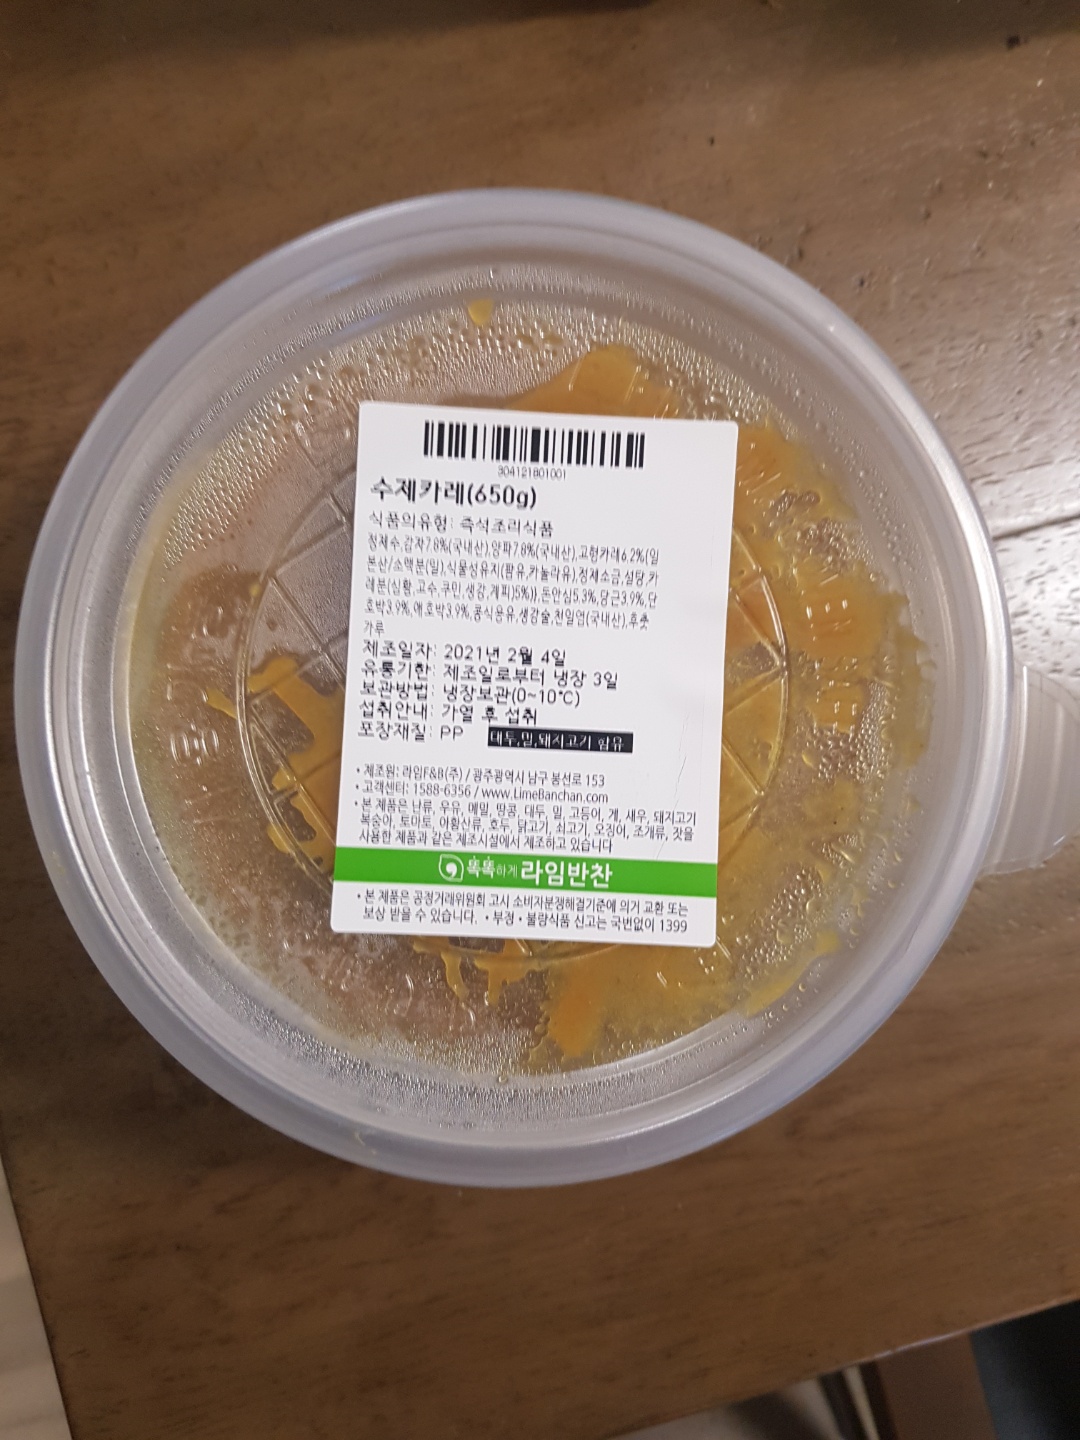 304121801001
수제카레(650g)
식품의유형: 즉석조리식품
정제수,감자7.8%(국내산),양파7.8%(국내산),고형카레6.2%{(일
본산/소맥분(밀),식물성유지(팜유,카놀라유),정제소금,설탕,카
레분(심황,고수,쿠민,생강,계피)5%)},돈안심5.3%,당근3.9%,단
호박3.9%,애호박3.9%,콩식용유,생강술,천일염(국내산),후춧
가루
제조일자: 2021년 2월 4일
유통기한: 제조일로부터 냉장 3일
보관방법: 냉장보관(0~10℃)
섭취안내: 가열 후 섭취
포장재질: PP 대두,밀,돼지고기 함유
• 제조원: 라임F&B(주) / 광주광역시 남구 봉선로 153
• 고객센터: 1588-6356 / www.LimeBanchan.com
• 본 제품은 난류, 우유, 메밀, 땅콩, 대두, 밀, 고등어, 게, 새우, 돼지고기
복숭아, 토마토, 아황산류, 호두, 닭고기, 쇠고기, 오징어, 조개류, 잣을
사용한 제품과 같은 제조시설에서 제조하고 있습니다
똑똑하게 라임반찬
• 본 제품은 공정거래위원회 고시 소비자분쟁해결기준에 의거 교환 또는
보상 받을 수 있습니다. • 부정 • 불량식품 신고는 국번없이 1399